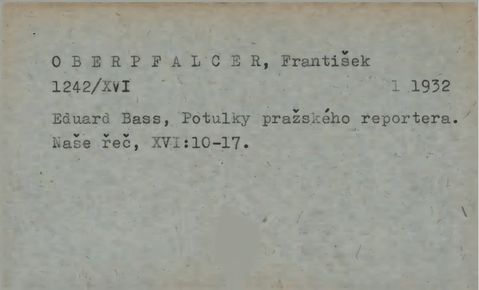 O B E R P F A L C E R, František
1242/XVI 1 1932
Eduard Bass, Potulky pražského reportera.
Naše řeč, XVI:10-17.